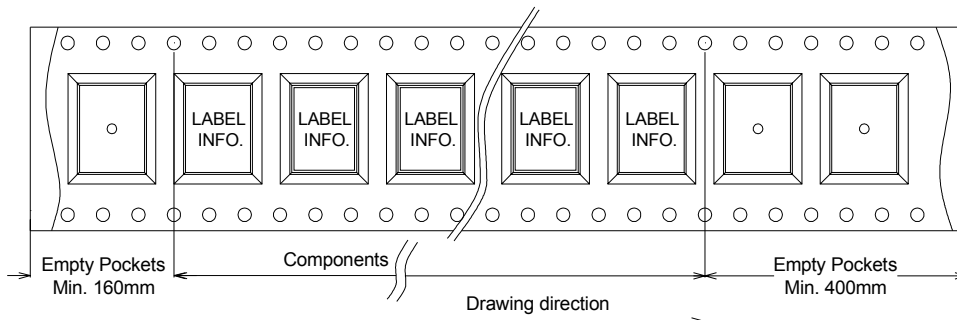 LABEL
INFO.
LABEL
INFO.
LABEL
INFO.
LABEL
INFO.
LABEL
INFO.
Empty Pockets
Min. 160mm
Components
Drawing direction
Empty Pockets
Min. 400mm